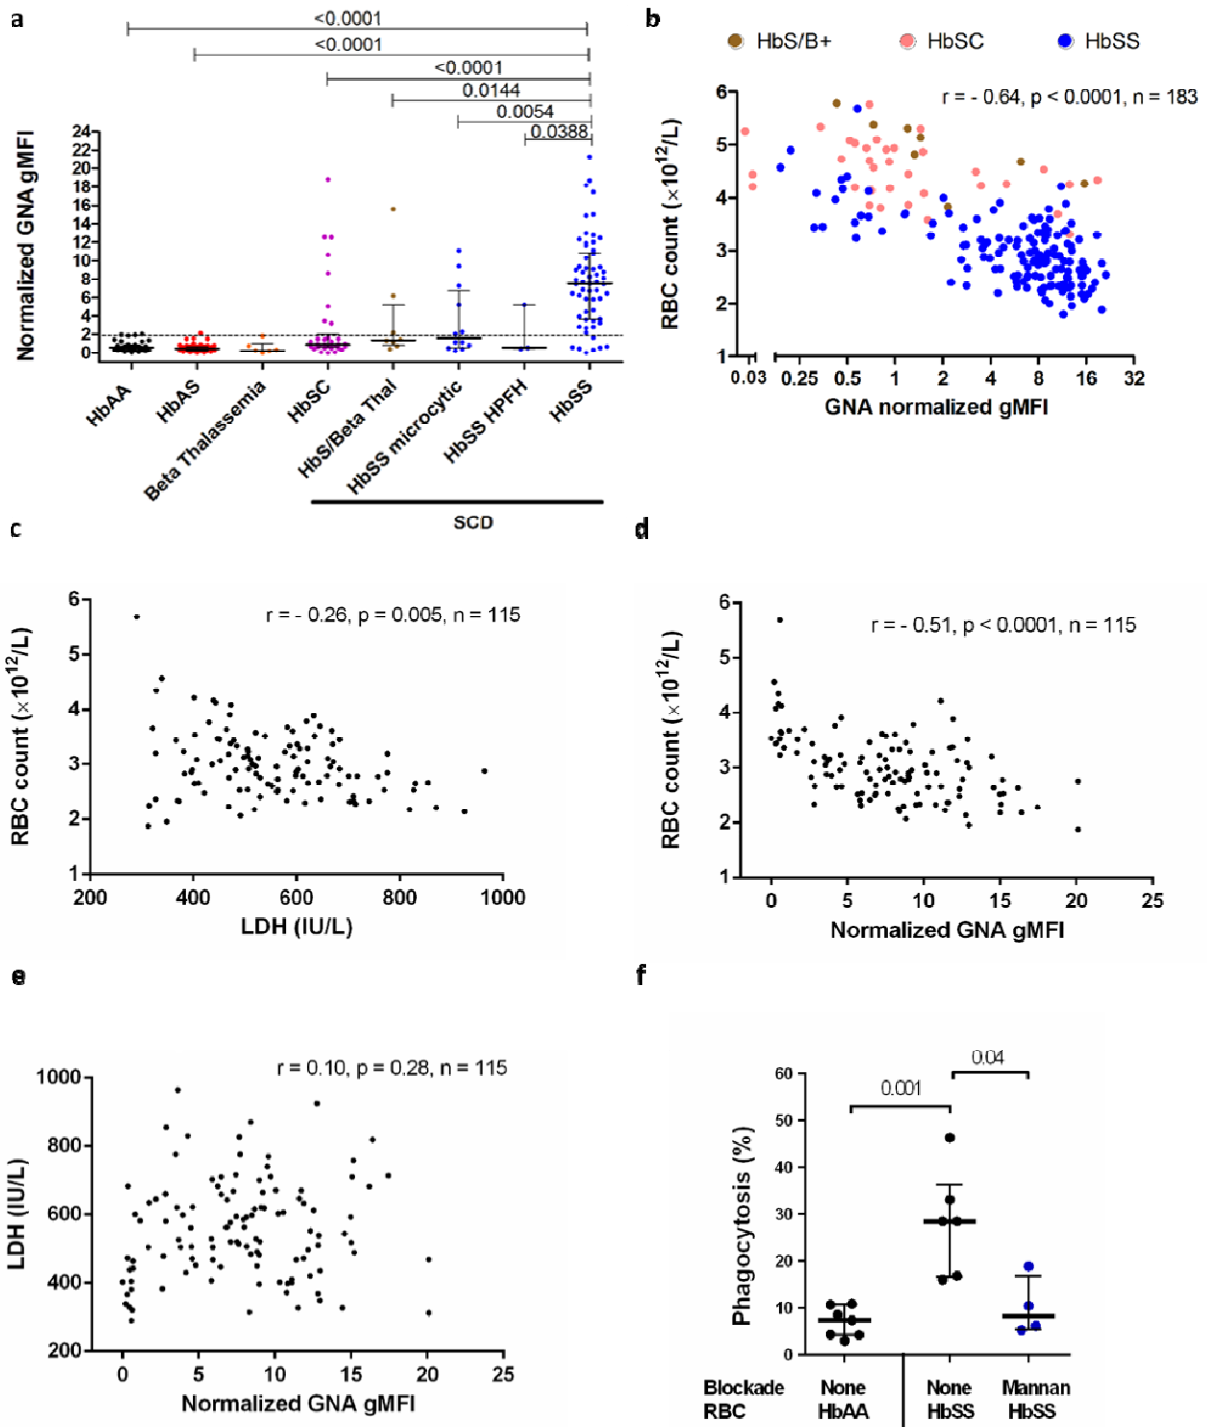 a
<0.0001
<0.0001
<0.0001
0.0144
0.0054
0.0388
Normalized GNA gMFI
24
22
20
18
16
14
12
10
8
6
4
2
0
HbAA
HbAS
Beta Thalassemia
HbSC
HbS/Beta Thal
HbSS microcytic
HbSS HPFH
HbSS
SCD
b
HbS/B+ HbSC HbSS
r = - 0.64, p < 0.0001, n = 183
RBC count (×10¹²/L)
6
5
4
3
2
1
0.03 0.25 0.5 1 2 4 8 16 32
GNA normalized gMFI
c
r = - 0.26, p = 0.005, n = 115
RBC count (×10¹²/L)
6
5
4
3
2
1
200 400 600 800 1000
LDH (IU/L)
d
r = - 0.51, p < 0.0001, n = 115
RBC count (×10¹²/L)
6
5
4
3
2
1
0 5 10 15 20 25
Normalized GNA gMFI
e
r = 0.10, p = 0.28, n = 115
LDH (IU/L)
1000
800
600
400
200
0 5 10 15 20 25
Normalized GNA gMFI
f
0.04
0.001
Phagocytosis (%)
60
50
40
30
20
10
0
Blockade None None Mannan
RBC HbAA HbSS HbSS